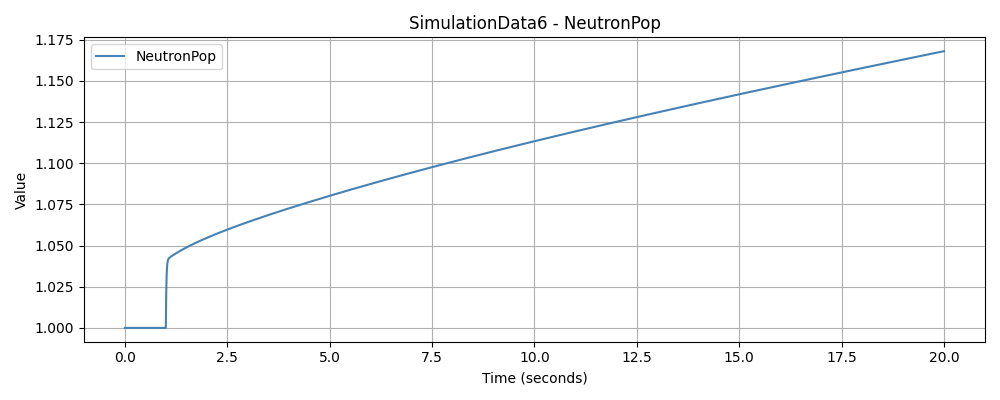 SimulationData6 - NeutronPop
NeutronPop
Value
1.175
1.150
1.125
1.100
1.075
1.050
1.025
1.000
0.0 2.5 5.0 7.5 10.0 12.5 15.0 17.5 20.0
Time (seconds)